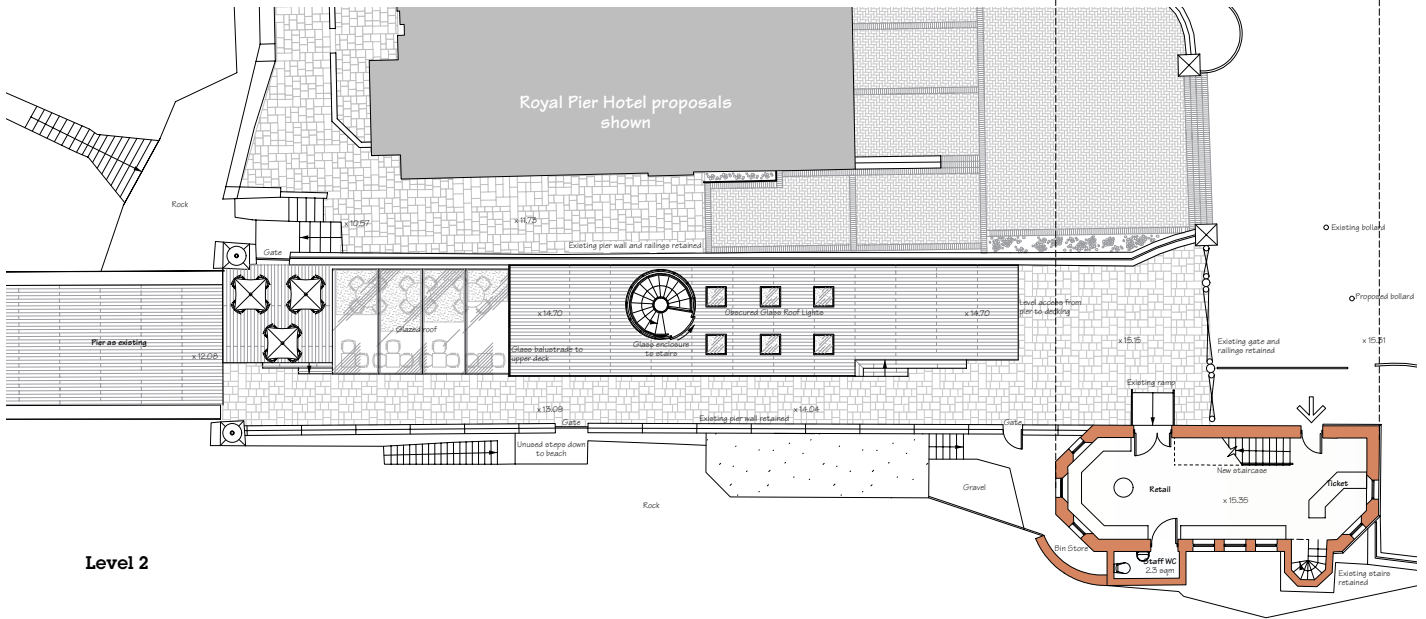 Royal Pier Hotel proposals
shown
Rock
x 10.57
x 11.73
Existing pier wall and railings retained
Gate
Existing bollard
Proposed bollard
Pier as existing
x 12.08
Glazed roof
Glass balustrade to
upper deck
x 14.70
Glass enclosure
to stairs
Obscured Glass Roof Lights
x 14.70
Level access from
pier to decking
x 15.15
Existing gate and
railings retained
x 15.31
Existing ramp
x 13.09
Gate
Existing pier wall retained
x 14.04
Gate
Unused steps down
to beach
Rock
Gravel
New staircase
Retail
x 15.35
Ticket
Bin Store
Staff WC
2.3 sqm
Existing stairs
retained
Level 2